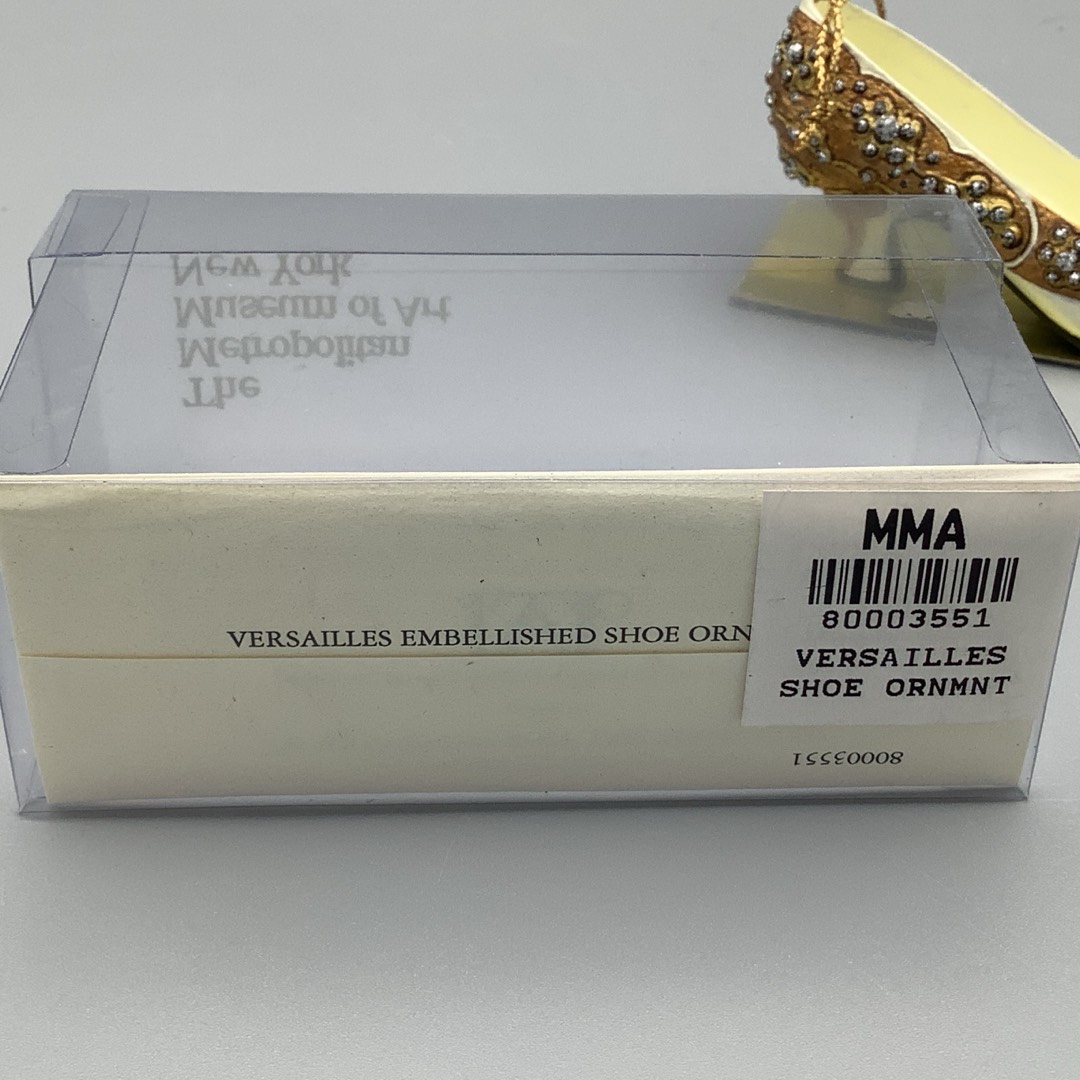 The
Metropolitan
Museum of Art
New York
VERSAILLES EMBELLISHED SHOE ORN
MMA
80003551
VERSAILLES
SHOE ORNMNT
80003551